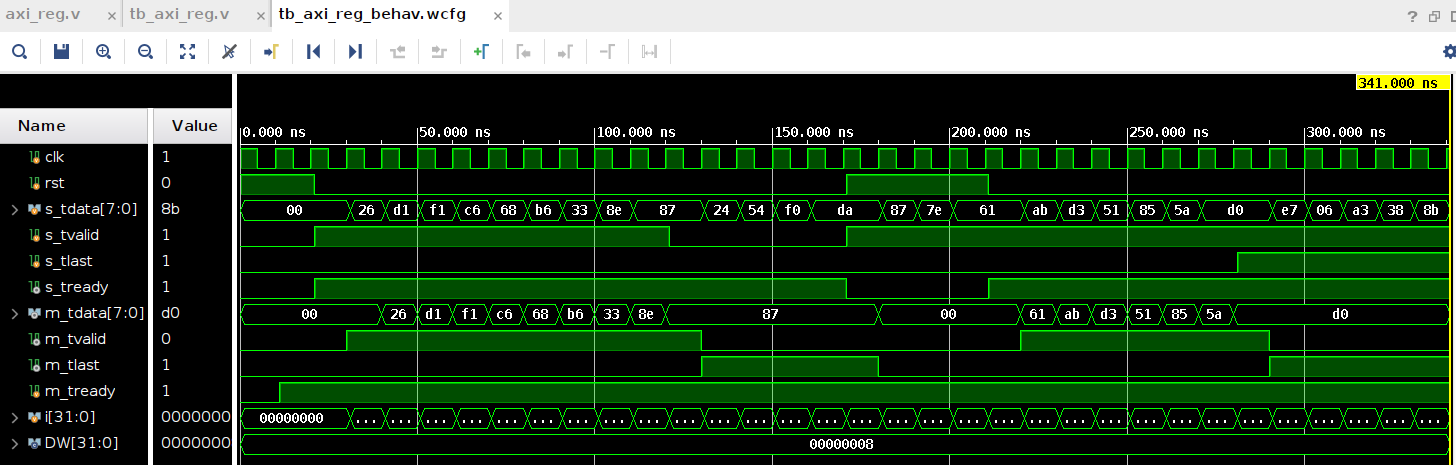 axi_reg.v × tb_axi_reg.v × tb_axi_reg_behav.wcfg × ?
341.000 ns
Name Value 0.000 ns 50.000 ns 100.000 ns 150.000 ns 200.000 ns 250.000 ns 300.000 ns
clk 1
rst 0
s_tdata[7:0] 8b 00 26 d1 f1 c6 68 b6 33 8e 87 24 54 f0 da 87 7e 61 ab d3 51 85 5a d0 e7 06 a3 38 8b
s_tvalid 1
s_tlast 1
s_tready 1
m_tdata[7:0] d0 00 26 d1 f1 c6 68 b6 33 8e 87 00 61 ab d3 51 85 5a d0
m_tvalid 0
m_tlast 1
m_tready 1
i[31:0] 0000000 00000000 ... ... ... ... ... ... ... ... ... ... ... ... ... ... ... ... ... ... ... ... ... ... ... ... ... ... ... ... ... ... ...
DW[31:0] 0000000 00000008